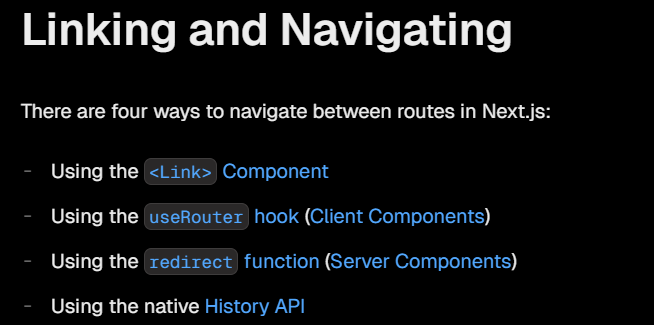 Linking and Navigating
There are four ways to navigate between routes in Next.js:
- Using the <Link> Component
- Using the useRouter hook (Client Components)
- Using the redirect function (Server Components)
- Using the native History API